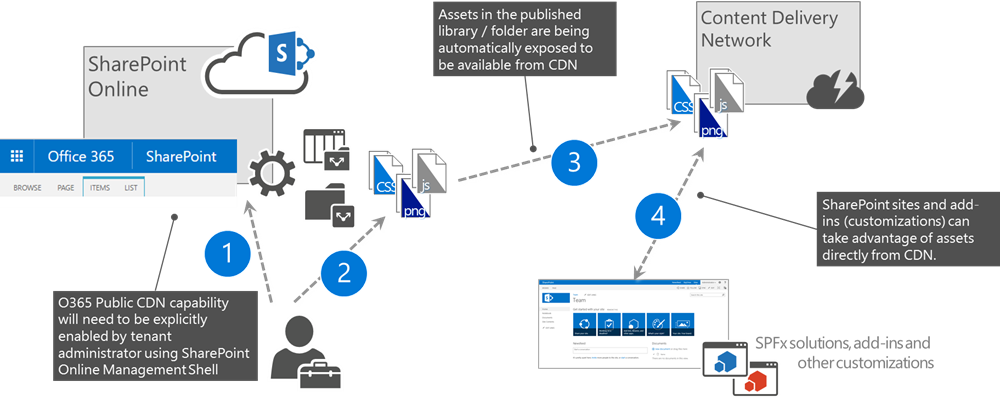 SharePoint
Online
S
Office 365
SharePoint
BROWSE
PAGE
ITEMS
LIST
Assets in the published
library / folder are being
automatically exposed to
be available from CDN
Content Delivery
Network
CSS
js
png
CSS
js
png
1
2
3
4
O365 Public CDN capability
will need to be explicitly
enabled by tenant
administrator using SharePoint
Online Management Shell
SharePoint sites and add-
ins (customizations) can
take advantage of assets
directly from CDN.
Team
SPFx solutions, add-ins and
other customizations